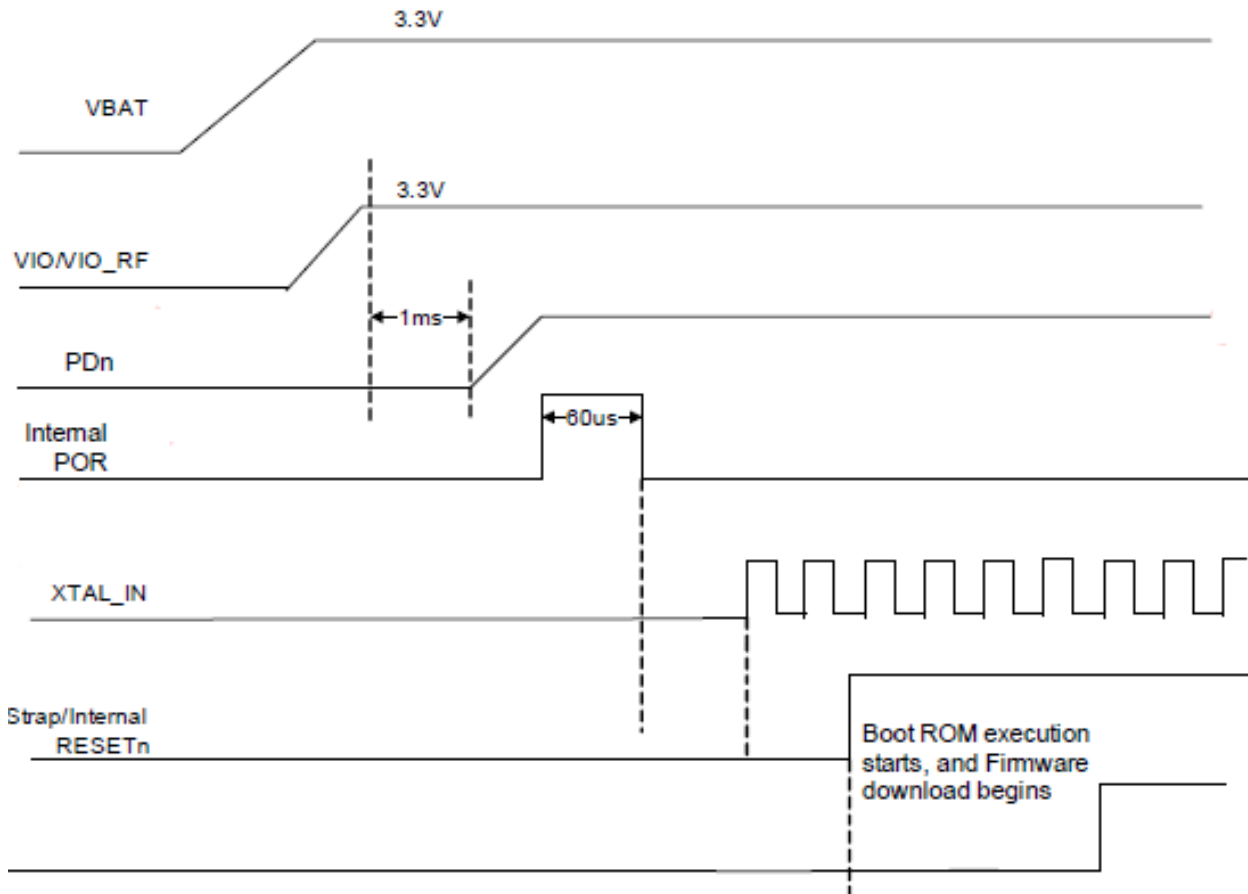 3.3V
VBAT
3.3V
VIO/VIO_RF
1ms
PDn
60us
Internal
POR
XTAL_IN
Strap/Internal
RESETn
Boot ROM execution
starts, and Firmware
download begins